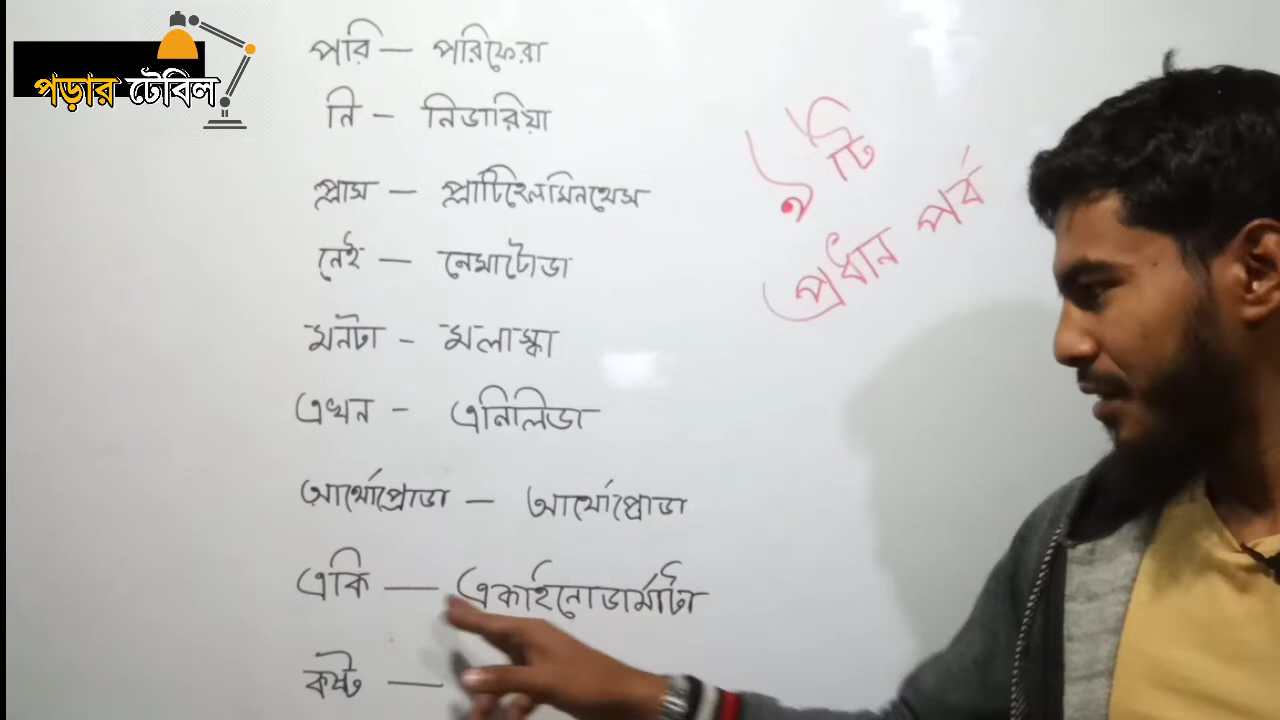 পড়ার টেবিল
পরি — পরিফেরা
নি — নিডারিয়া
প্লাস — প্লাটিহেলমিনথেস
নেই — নেমাটোডা
মনটা - মলাস্কা
এখন - এনিলিডা
আর্থোপ্রোডা — আর্থোপ্রোডা
একি — একাইনোডার্মাটা
কষ্ট —
৯ টি
প্রধান পর্ব